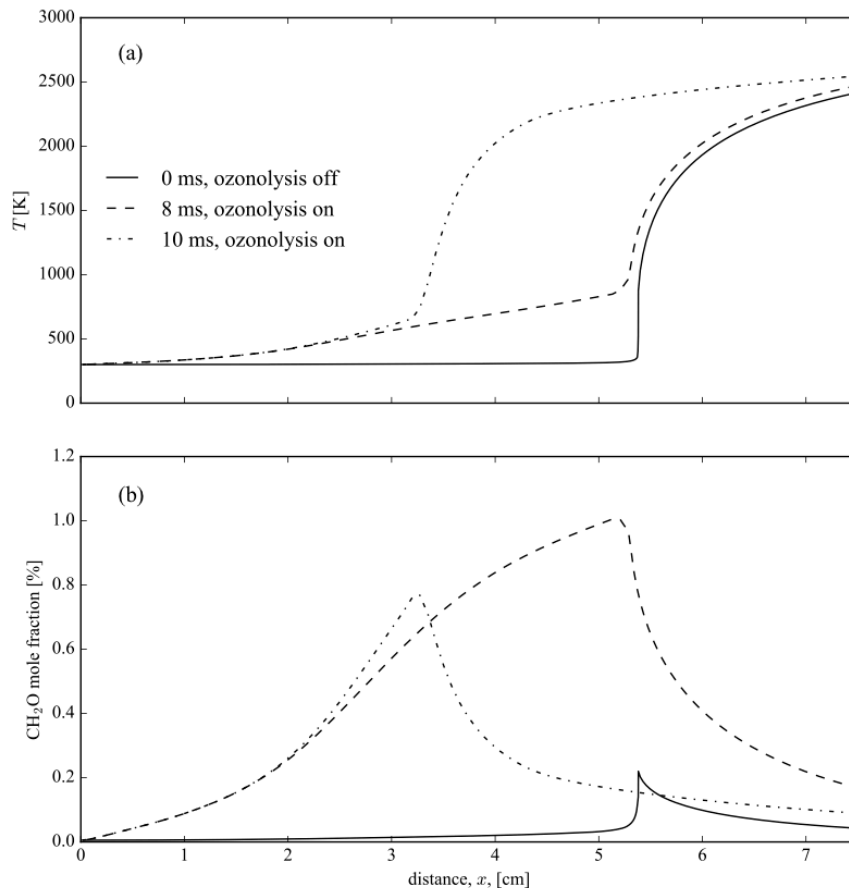 3000
2500
2000
1500
1000
500
0
T [K]
(a)
0 ms, ozonolysis off
8 ms, ozonolysis on
10 ms, ozonolysis on
1.2
1.0
0.8
0.6
0.4
0.2
0.0
CH₂O mole fraction [%]
(b)
0 1 2 3 4 5 6 7
distance, x, [cm]